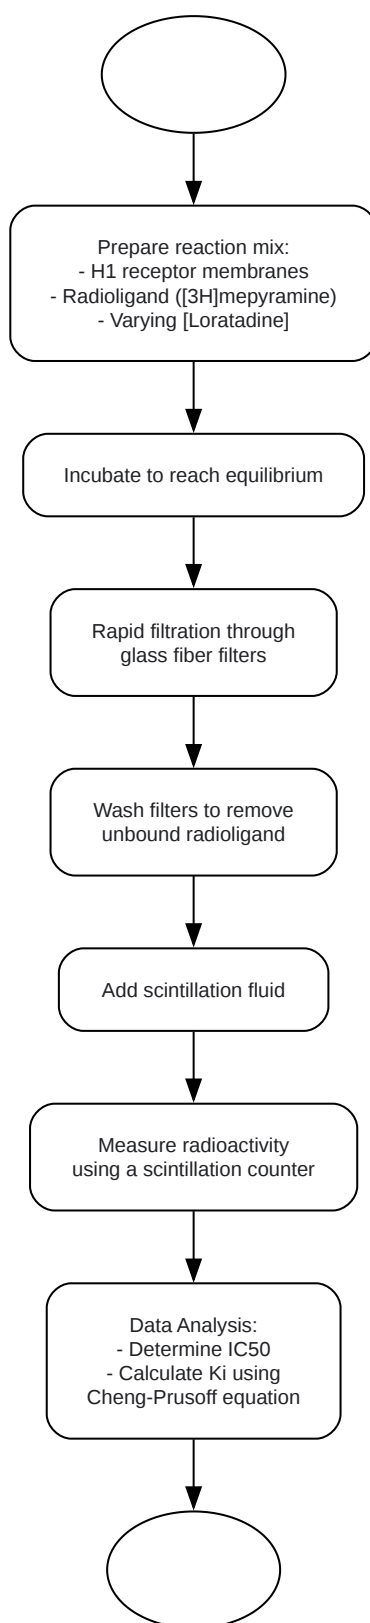 Prepare reaction mix:
- H1 receptor membranes
- Radioligand ([3H]mepyramine)
- Varying [Loratadine]
Incubate to reach equilibrium
Rapid filtration through
glass fiber filters
Wash filters to remove
unbound radioligand
Add scintillation fluid
Measure radioactivity
using a scintillation counter
Data Analysis:
- Determine IC50
- Calculate Ki using
Cheng-Prusoff equation